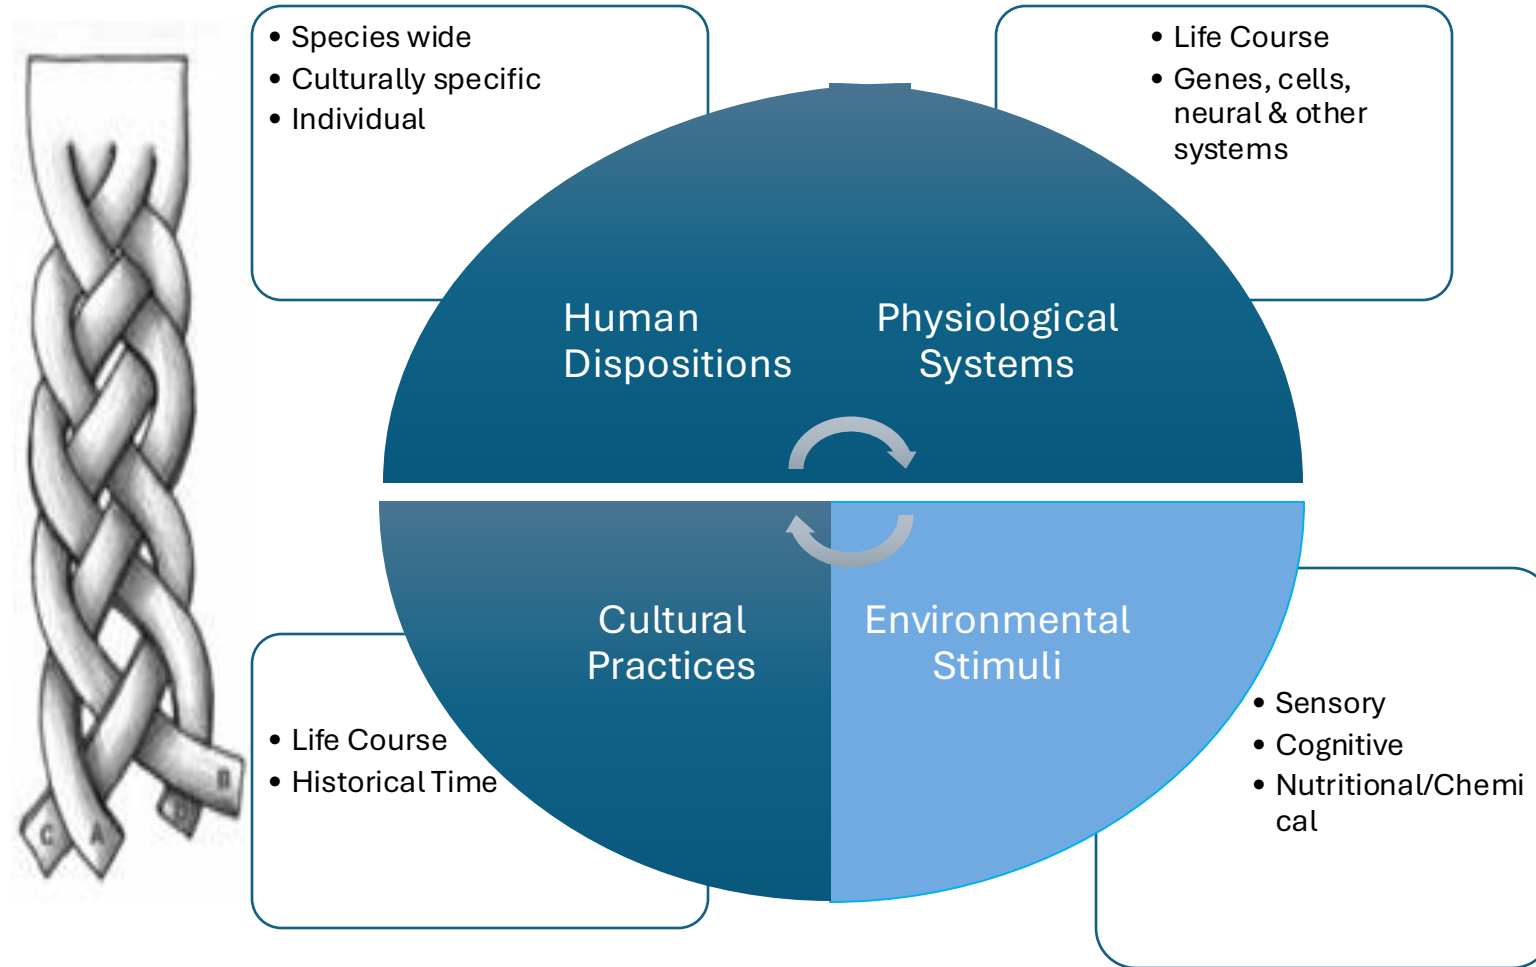 • Species wide
• Culturally specific
• Individual
• Life Course
• Genes, cells,
neural & other
systems
Human
Dispositions
Physiological
Systems
Cultural
Practices
Environmental
Stimuli
• Life Course
• Historical Time
• Sensory
• Cognitive
• Nutritional/Chemi
cal
C
A
D
B